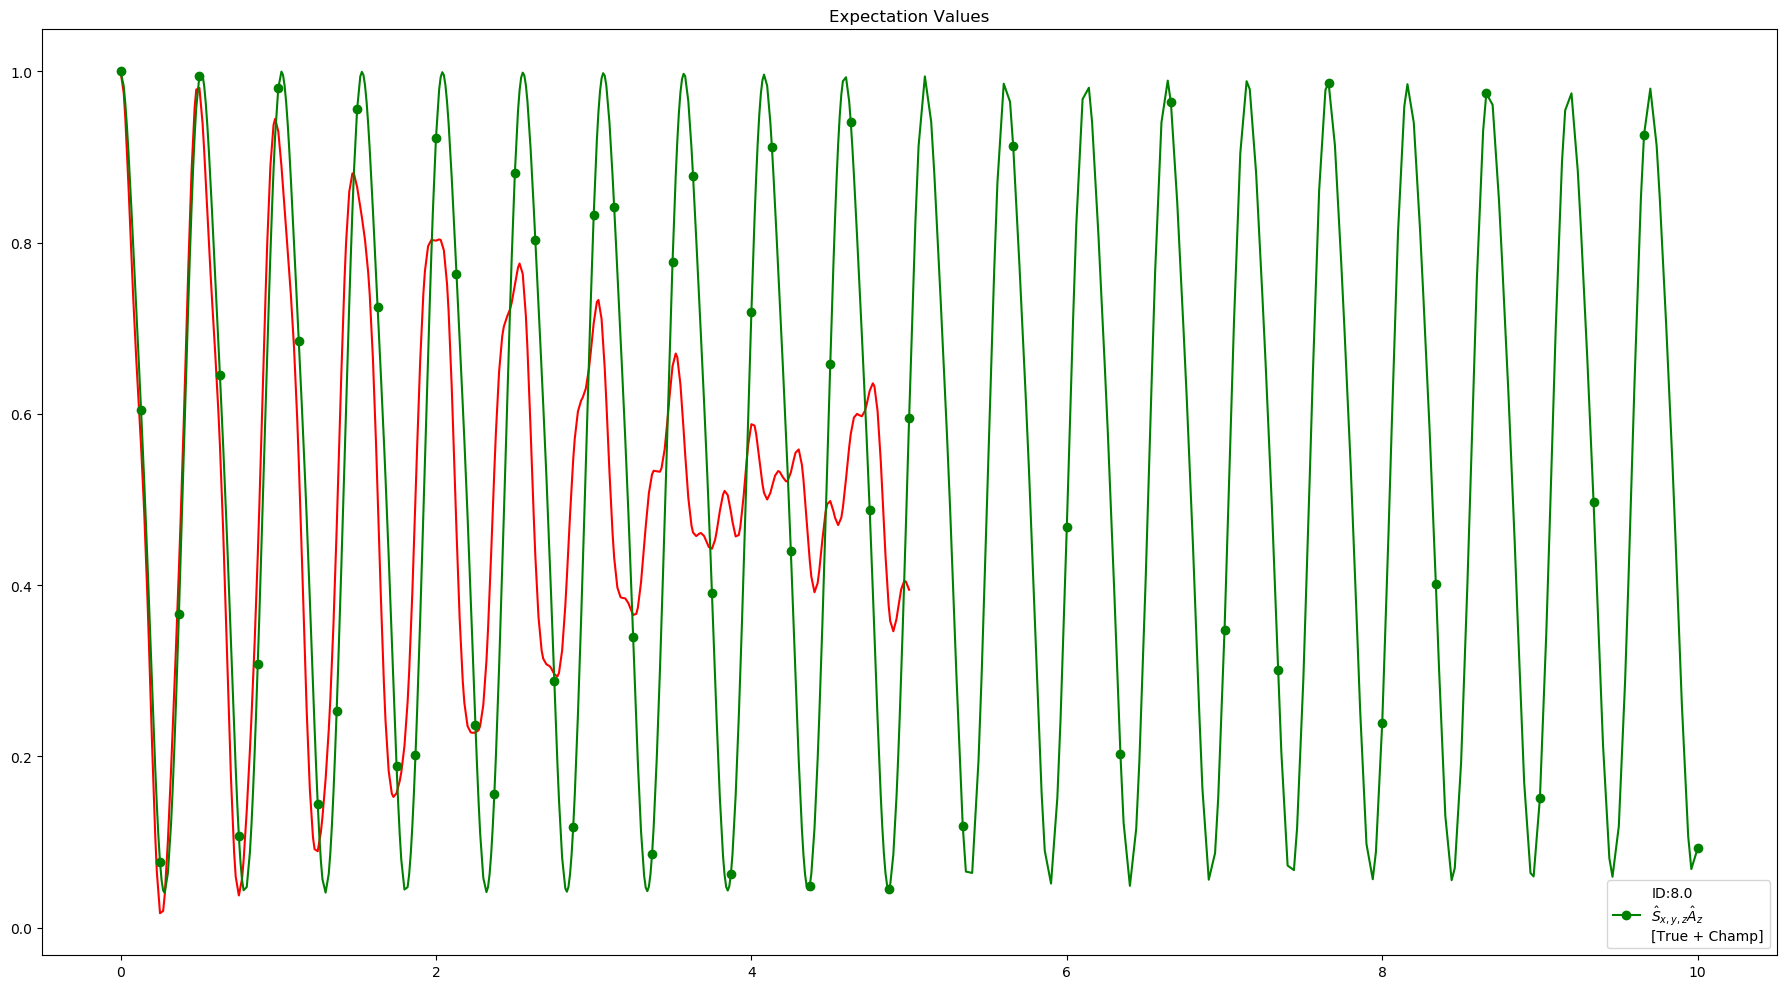 Expectation Values
1.0
0.8
0.6
0.4
0.2
0.0
0 2 4 6 8 10
ID:8.0
$\hat{S}_{x,y,z}\hat{A}_z$
[True + Champ]